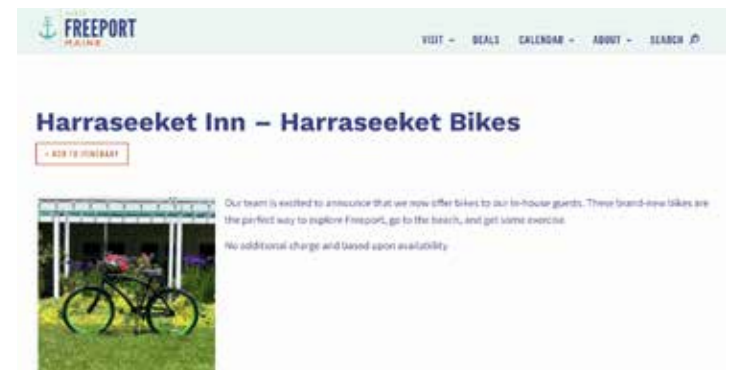 VISIT
FREEPORT
MAINE
VISIT DEALS CALENDAR ABOUT SEARCH
Harraseeket Inn – Harraseeket Bikes
+ ADD TO ITINERARY
Our team is excited to announce that we now offer bikes to our in-house guests. These brand-new bikes are
the perfect way to explore Freeport, go to the beach, and get some exercise.
No additional charge and based upon availability